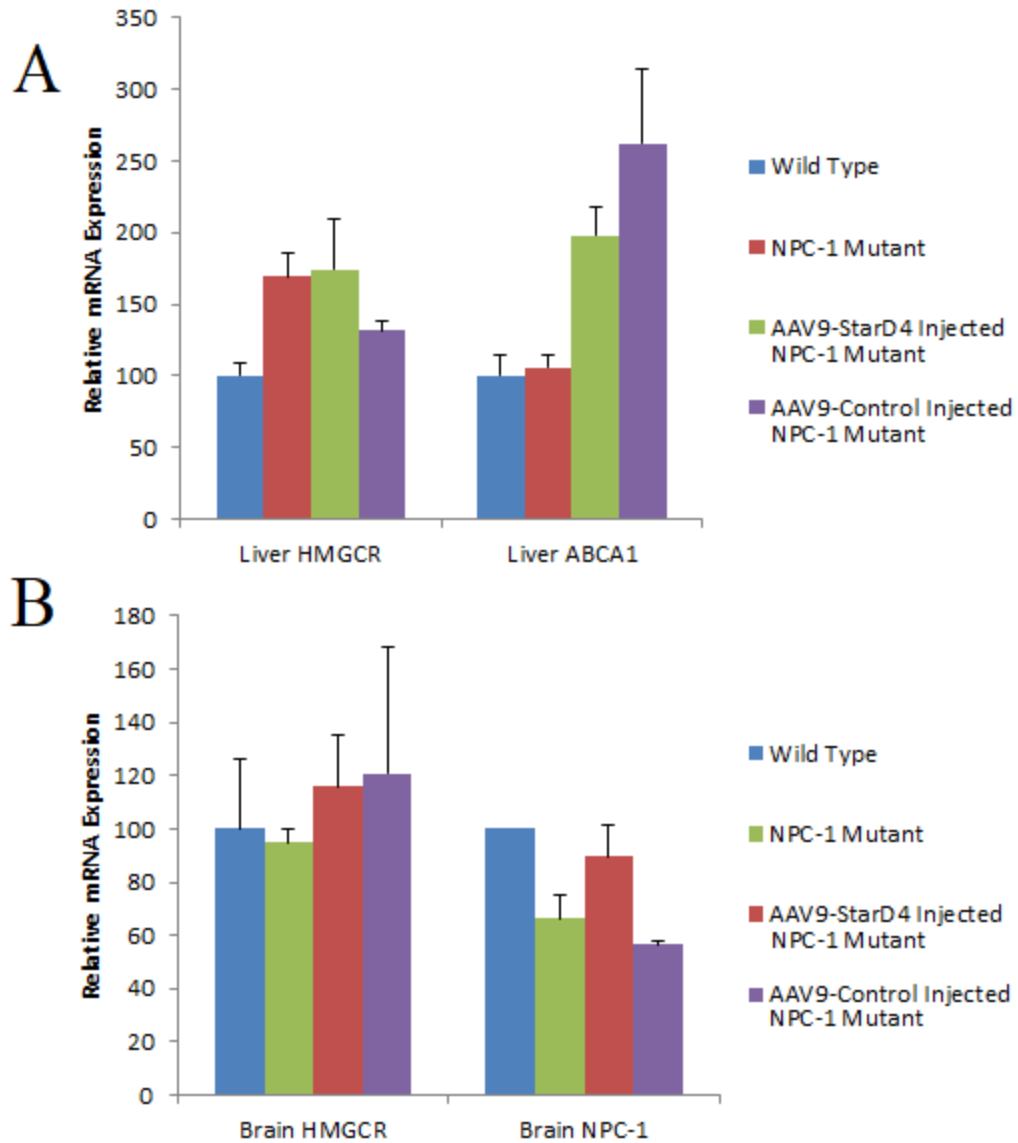 A
Relative mRNA Expression
350
300
250
200
150
100
50
0
Liver HMGCR
Liver ABCA1
Wild Type
NPC-1 Mutant
AAV9-StarD4 Injected
NPC-1 Mutant
AAV9-Control Injected
NPC-1 Mutant
B
Relative mRNA Expression
180
160
140
120
100
80
60
40
20
0
Brain HMGCR
Brain NPC-1
Wild Type
NPC-1 Mutant
AAV9-StarD4 Injected
NPC-1 Mutant
AAV9-Control Injected
NPC-1 Mutant